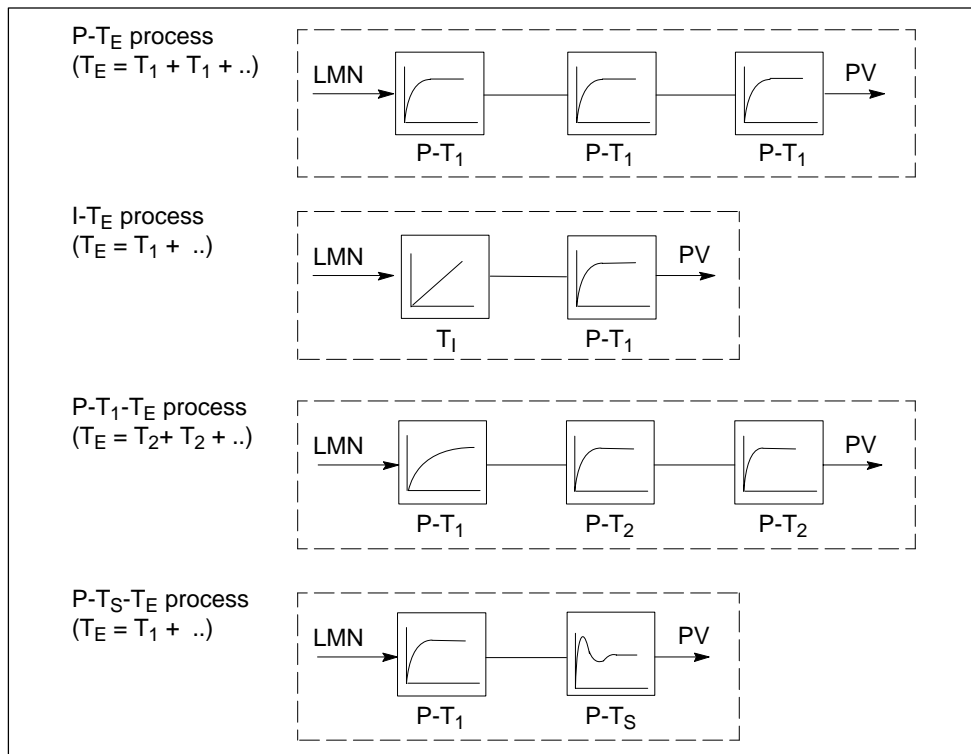 P-T_E process
(T_E = T_1 + T_1 + ..)
LMN
PV
P-T_1
P-T_1
P-T_1
I-T_E process
(T_E = T_1 + ..)
LMN
PV
T_I
P-T_1
P-T_1-T_E process
(T_E = T_2+ T_2 + ..)
LMN
PV
P-T_1
P-T_2
P-T_2
P-T_S-T_E process
(T_E = T_1 + ..)
LMN
PV
P-T_1
P-T_S